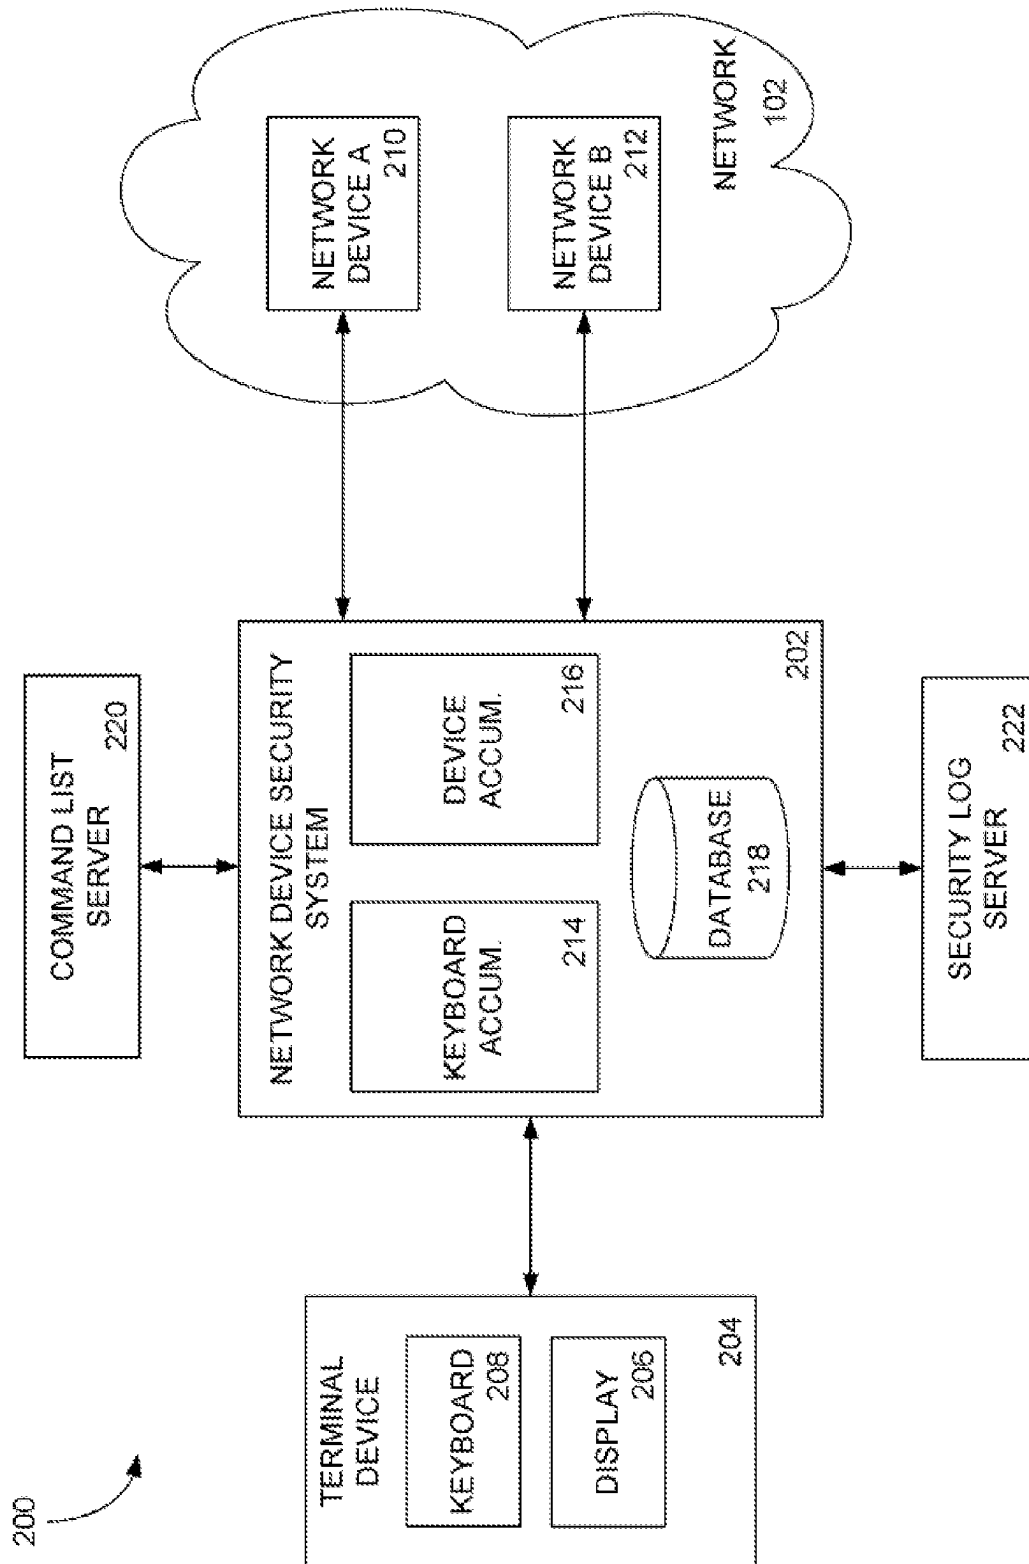 200
TERMINAL
DEVICE
KEYBOARD
208
DISPLAY
206
204
COMMAND LIST
SERVER
220
NETWORK DEVICE SECURITY
SYSTEM
KEYBOARD
ACCUM.
214
DEVICE
ACCUM.
216
DATABASE
218
202
SECURITY LOG
SERVER
222
NETWORK
DEVICE A
210
NETWORK
DEVICE B
212
NETWORK
102